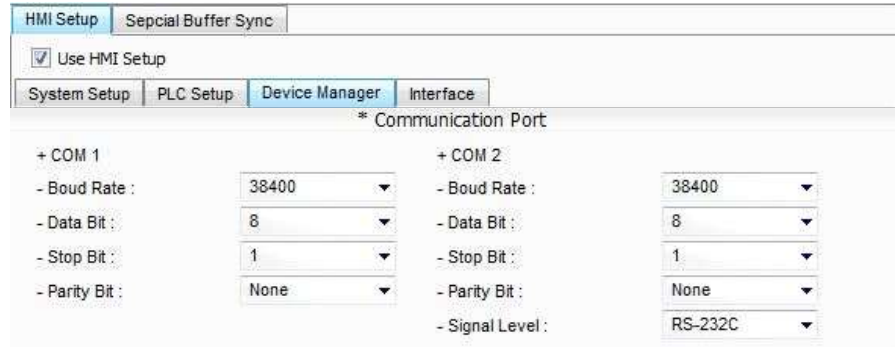 HMI Setup Sepcial Buffer Sync
Use HMI Setup
System Setup PLC Setup Device Manager Interface
* Communication Port
+ COM 1 + COM 2
- Boud Rate : 38400 - Boud Rate : 38400
- Data Bit : 8 - Data Bit : 8
- Stop Bit : 1 - Stop Bit : 1
- Parity Bit : None - Parity Bit : None
- Signal Level : RS-232C